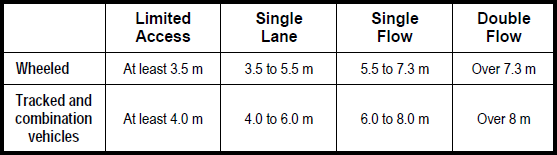 Limited Access Single Lane Single Flow Double Flow
Wheeled At least 3.5 m 3.5 to 5.5 m 5.5 to 7.3 m Over 7.3 m
Tracked and combination vehicles At least 4.0 m 4.0 to 6.0 m 6.0 to 8.0 m Over 8 m